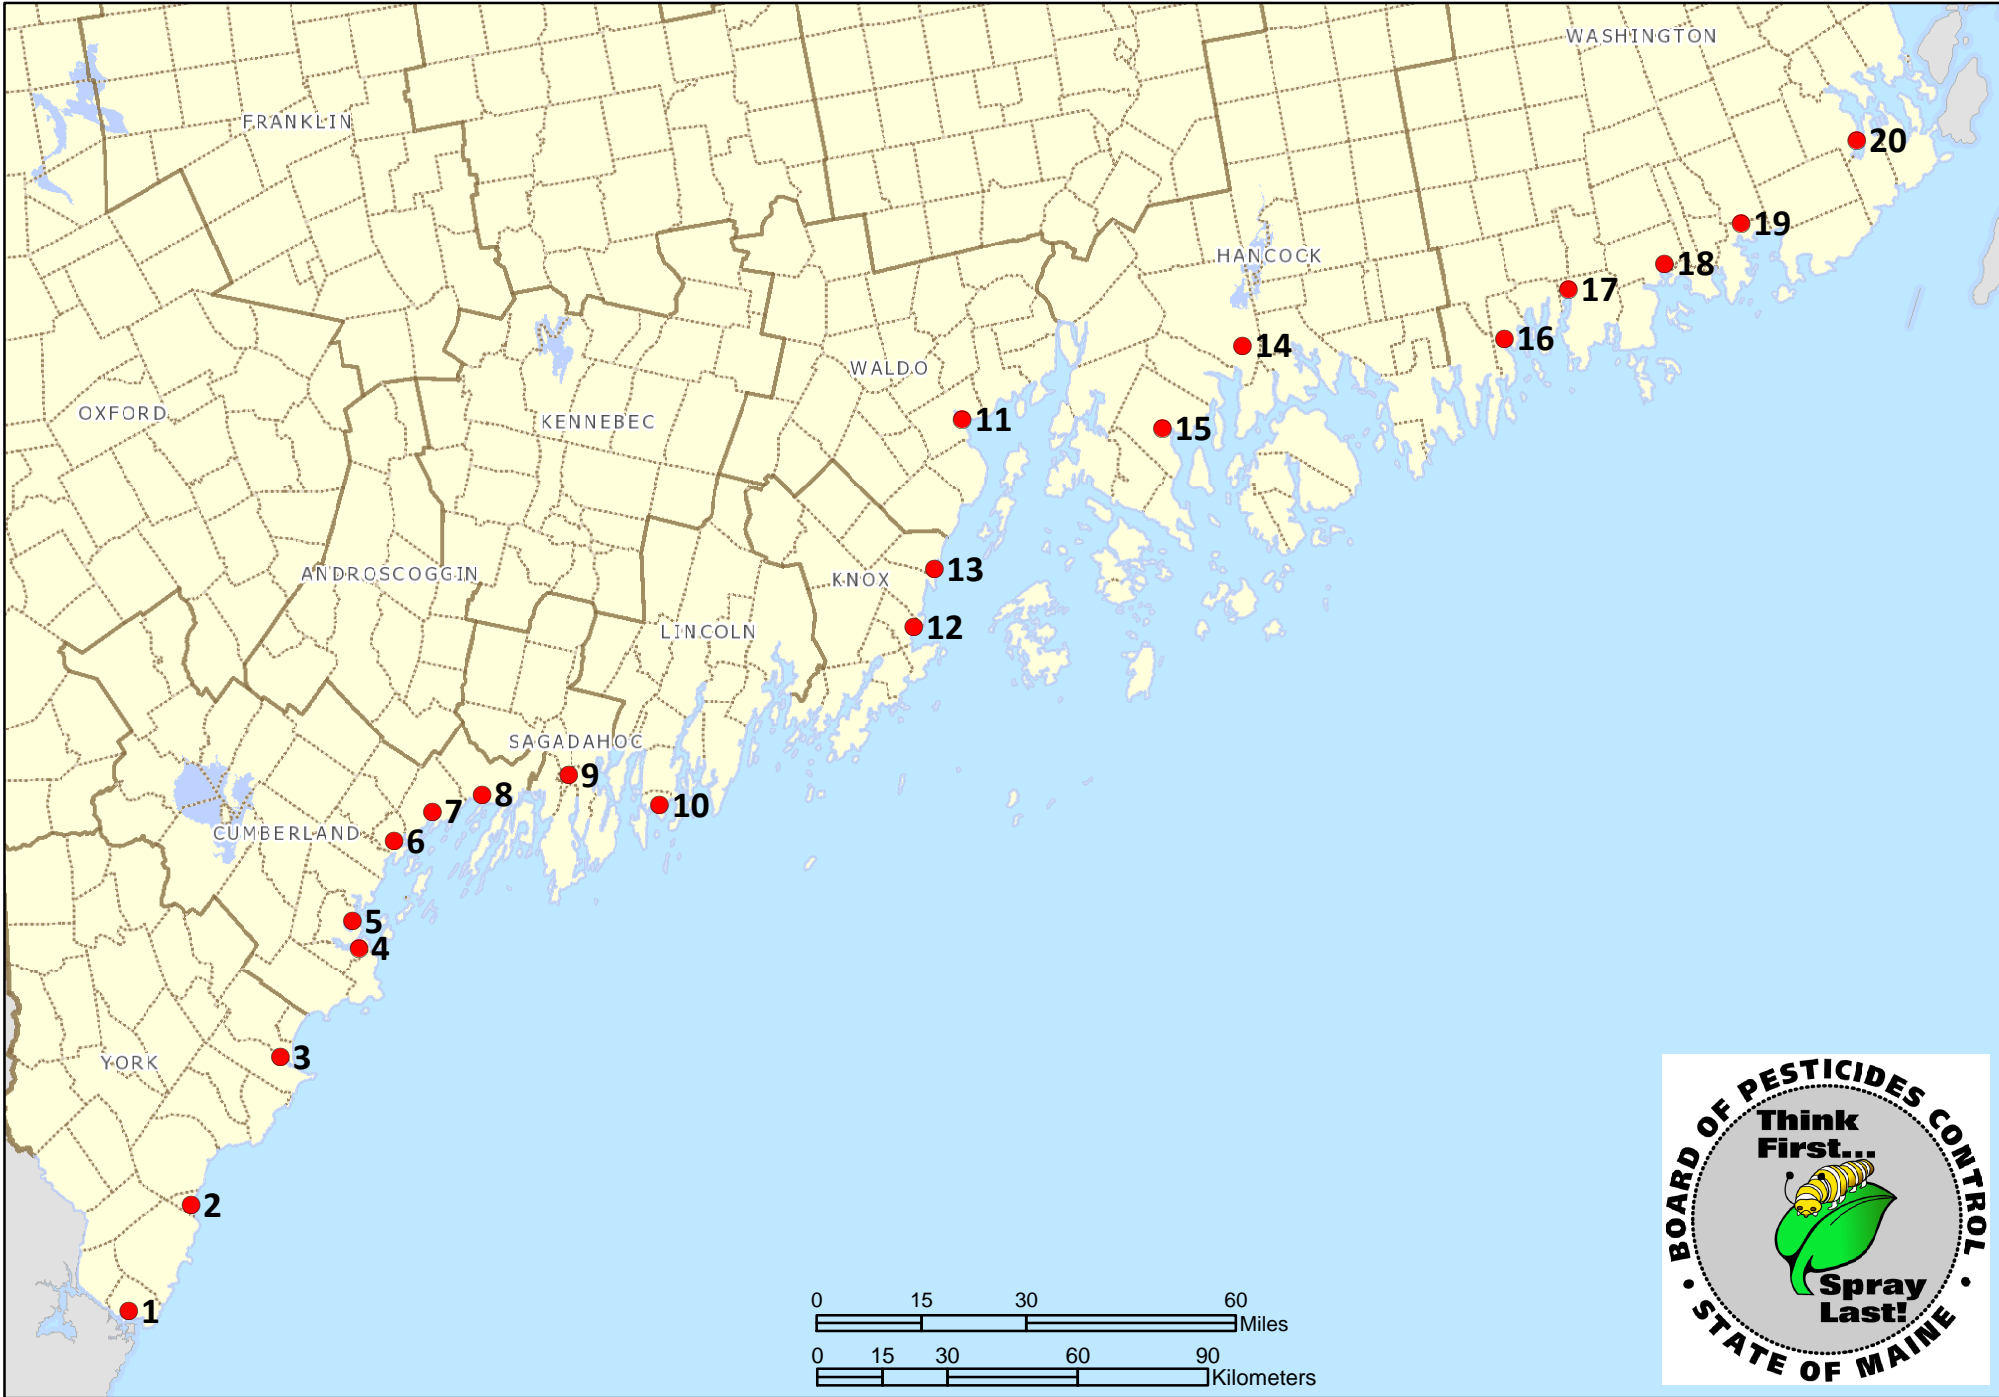 WASHINGTON
FRANKLIN
20
19
HANCOCK
18
17
16
14
WALDO
OXFORD
KENNEBEC
11
15
ANDROSCOGGIN
KNOX
13
LINCOLN
12
SAGADAHOC
9
8
10
7
CUMBERLAND
6
5
4
YORK
3
2
1
0 15 30 60
Miles
0 15 30 60 90
Kilometers
BOARD OF PESTICIDES CONTROL
Think
First...
Spray
Last!
• STATE OF MAINE •